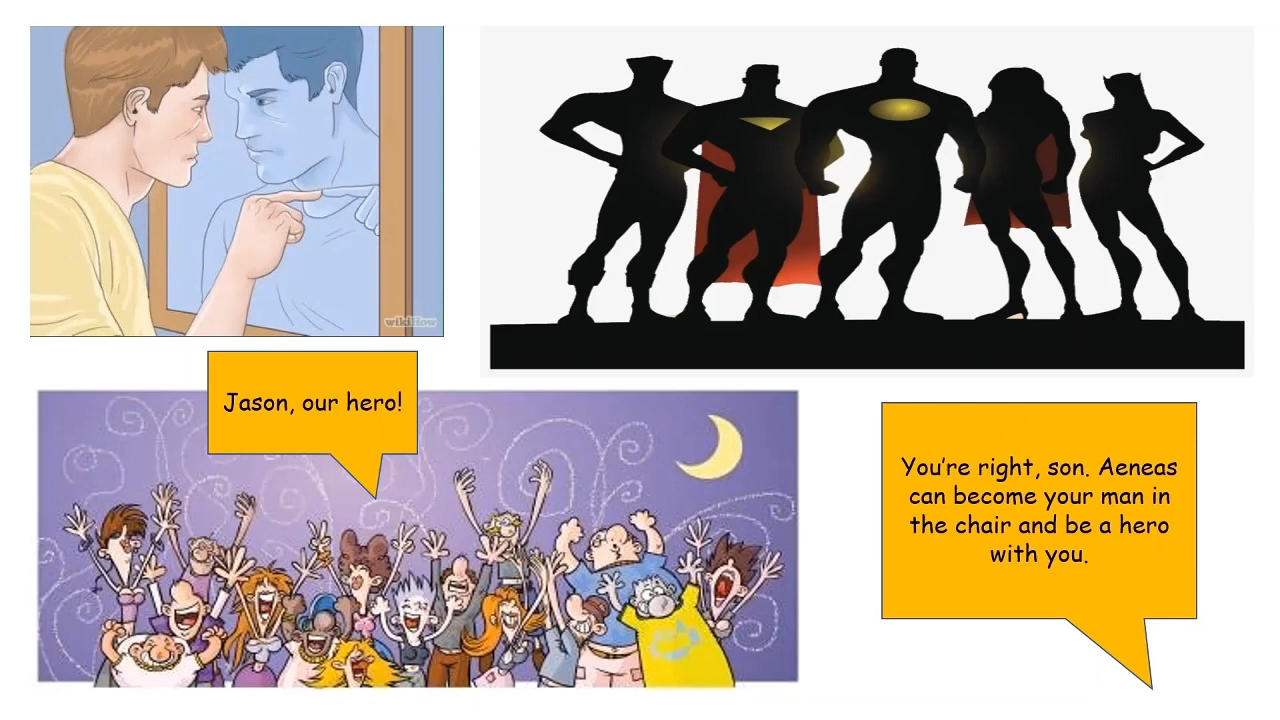 wikiHow
Jason, our hero!
You're right, son. Aeneas
can become your man in
the chair and be a hero
with you.